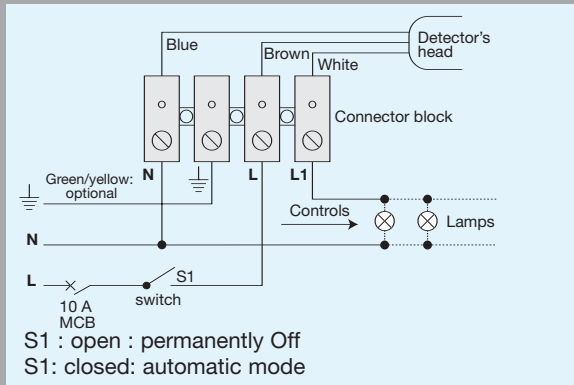 Blue
Detector's
head
Brown
White
Connector block
N
L
L1
Green/yellow:
optional
Controls
Lamps
N
L
S1
switch
10 A
MCB
S1 : open : permanently Off
S1: closed: automatic mode